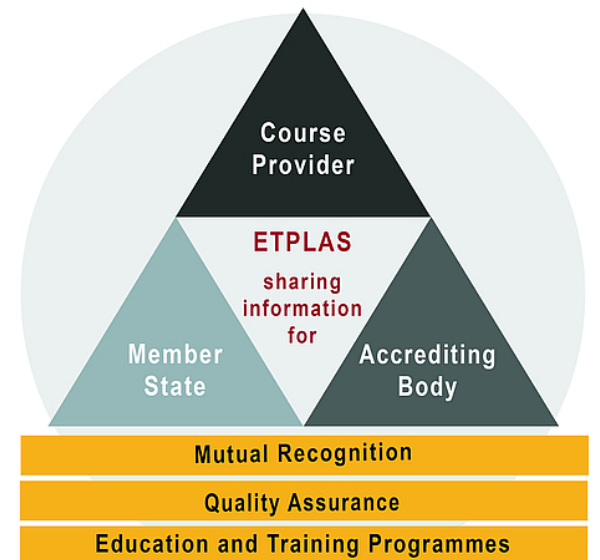 Course
Provider
ETPLAS
sharing
information
for
Member
State
Accrediting
Body
Mutual Recognition
Quality Assurance
Education and Training Programmes